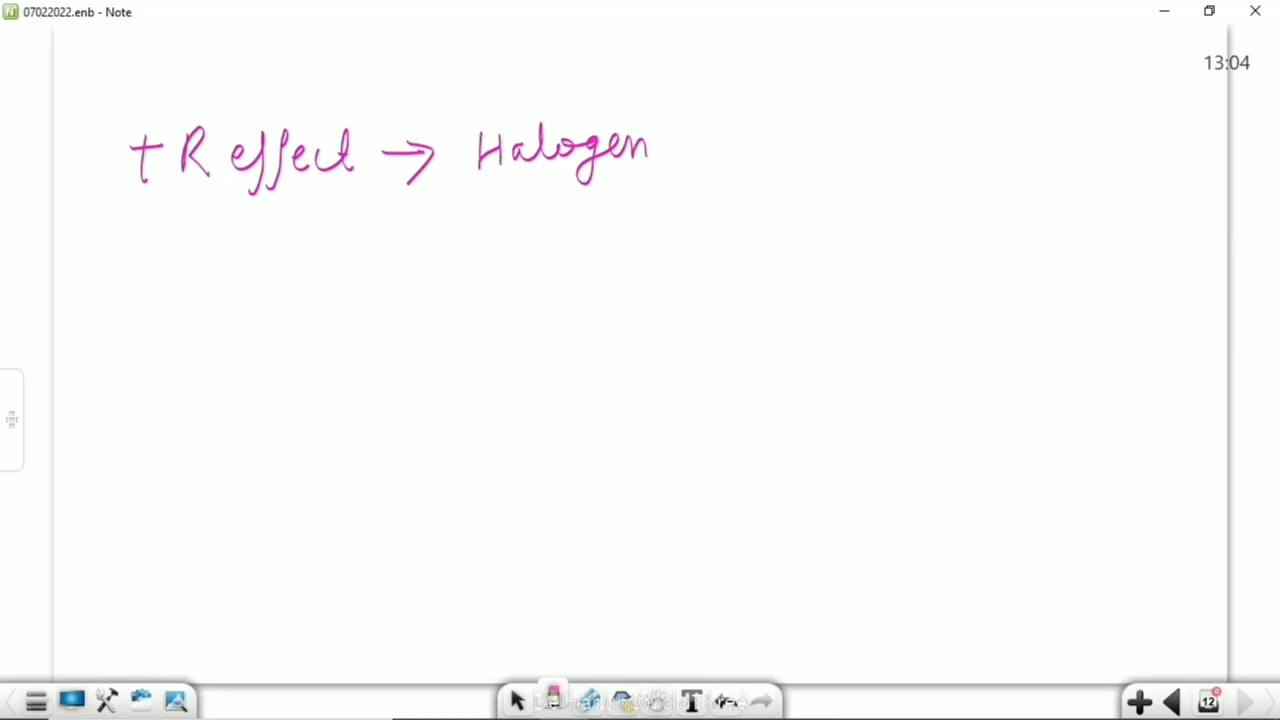 07022022.enb - Note
13:04
+ R effect → Halogen
12